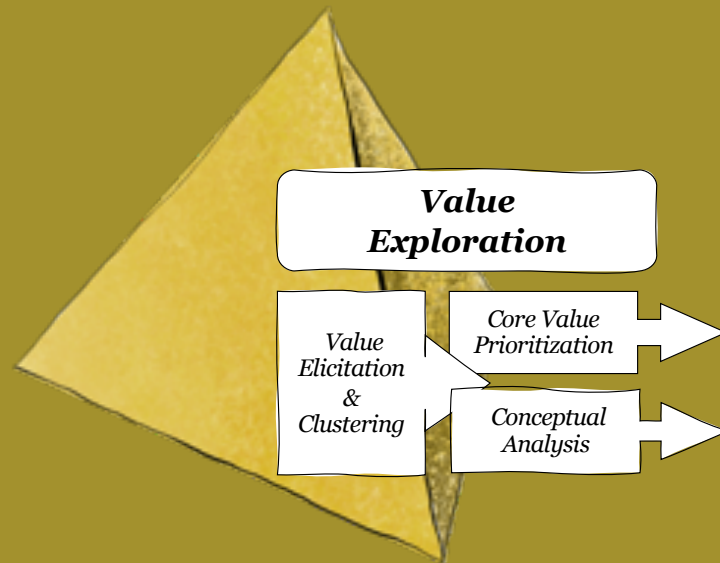 Value
Exploration
Value
Elicitation
&
Clustering
Core Value
Prioritization
Conceptual
Analysis